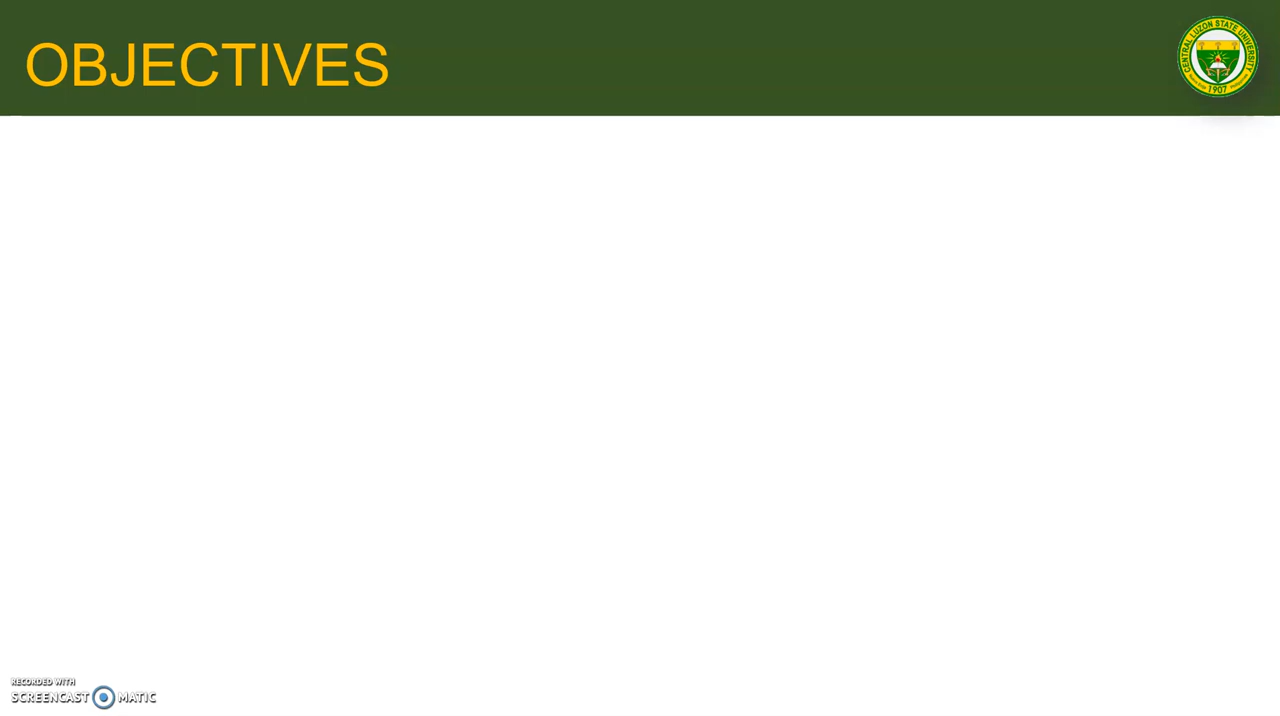 OBJECTIVES
CENTRAL LUZON STATE UNIVERSITY
1907
RECORDED WITH
SCREENCAST MATIC